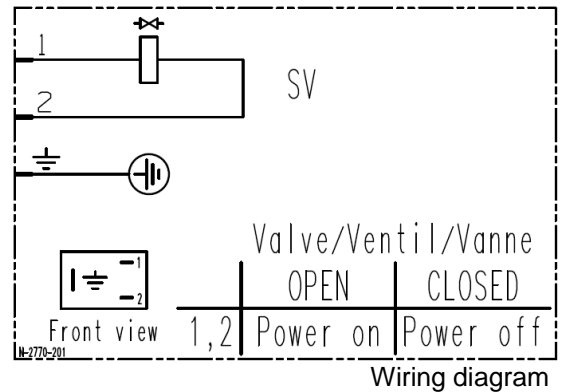 1
SV
2
Valve/Ventil/Vanne
OPEN CLOSED
1
2
Front view
1,2 Power on Power off
N-2770-201
Wiring diagram